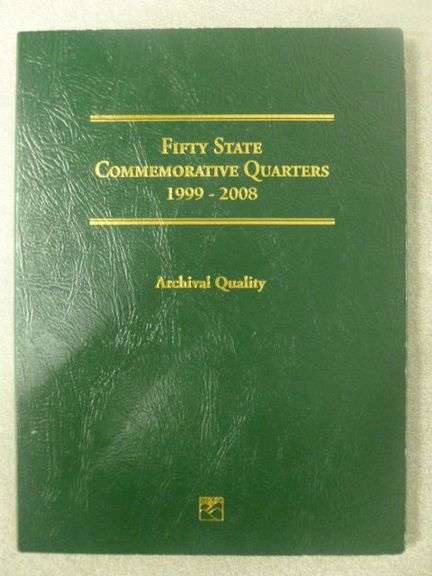 FIFTY STATE
COMMEMORATIVE QUARTERS
1999 - 2008
Archival Quality